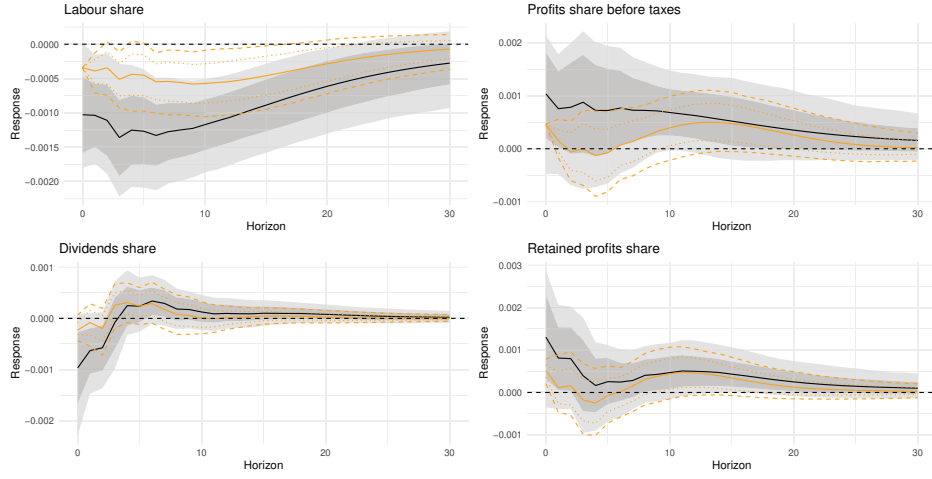 Labour share
0.0000
−0.0005
−0.0010
−0.0015
−0.0020
Response
0
10
20
30
Horizon
Profits share before taxes
0.002
0.001
0.000
−0.001
Response
0
10
20
30
Horizon
Dividends share
0.001
0.000
−0.001
−0.002
Response
0
10
20
30
Horizon
Retained profits share
0.003
0.002
0.001
0.000
−0.001
Response
0
10
20
30
Horizon